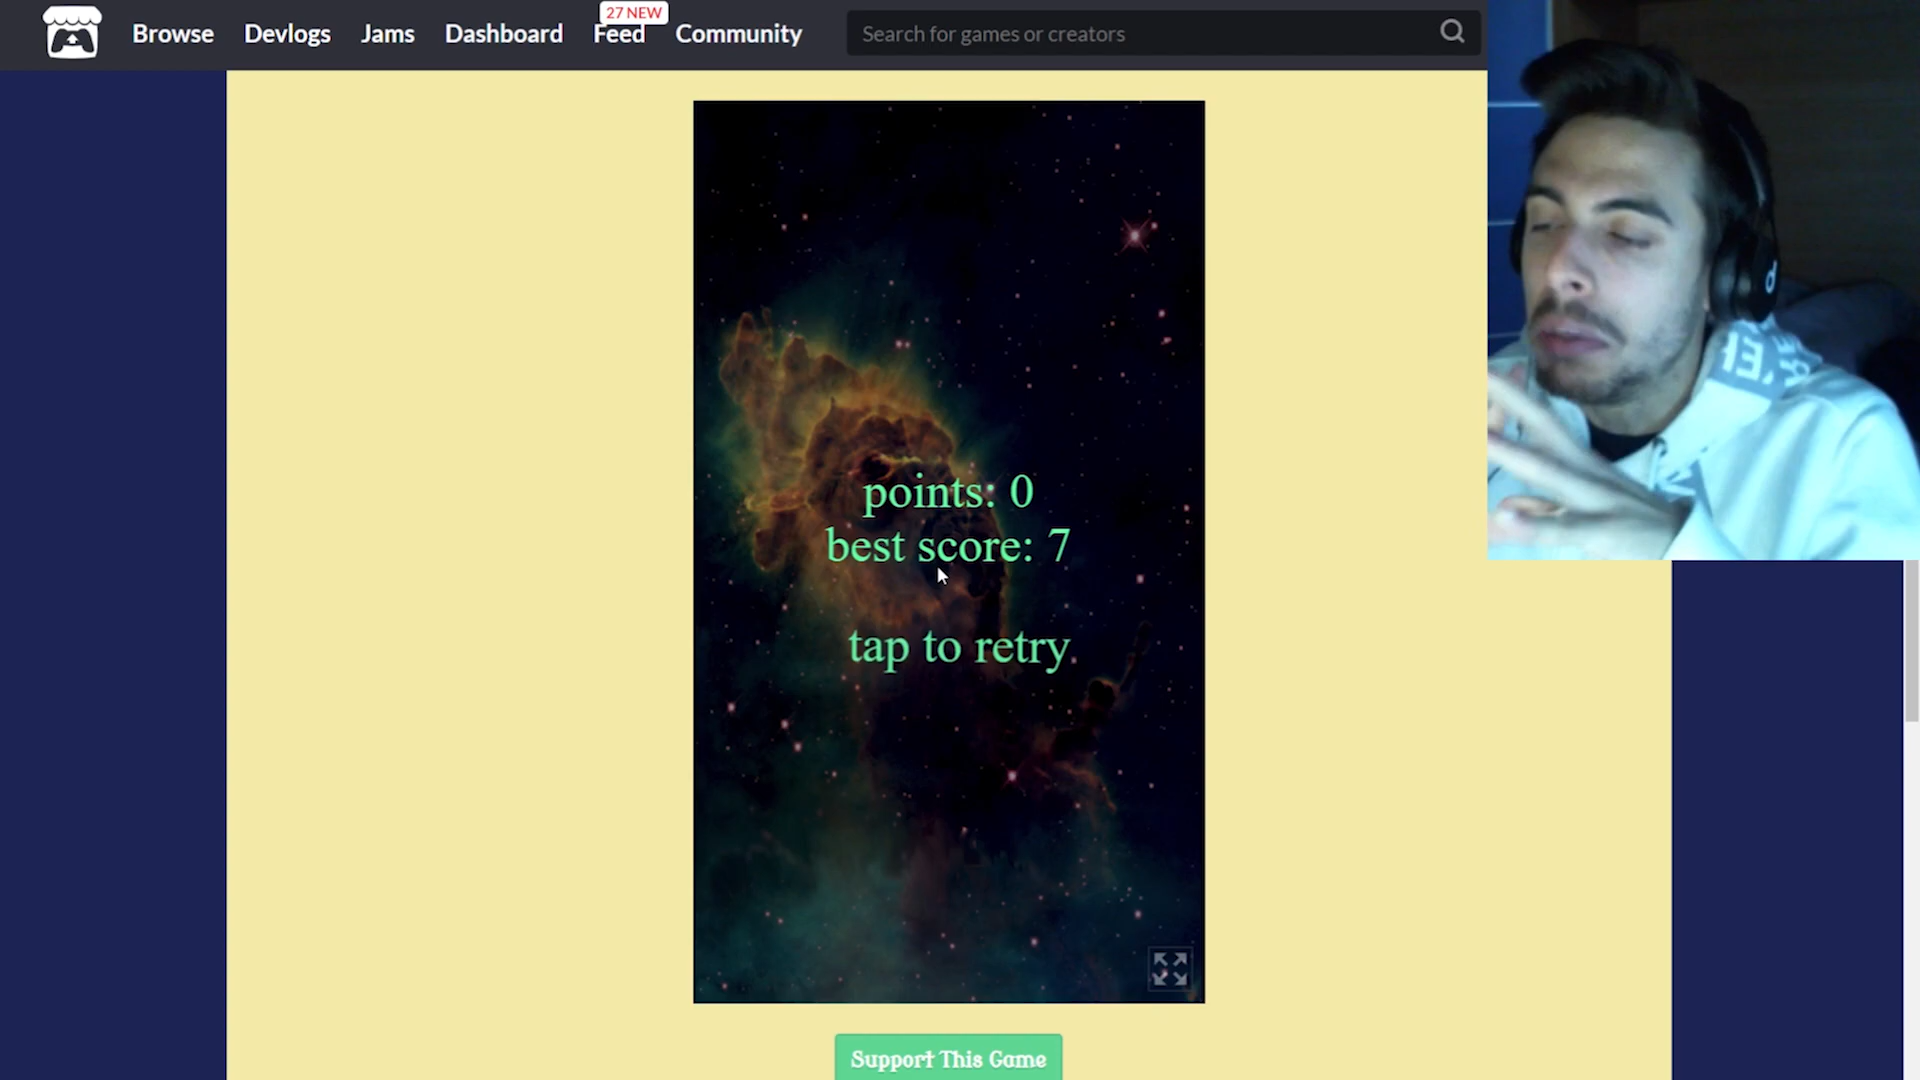 Browse Devlogs Jams Dashboard Feed Community
27 NEW
Search for games or creators
points: 0
best score: 7
tap to retry
Support This Game